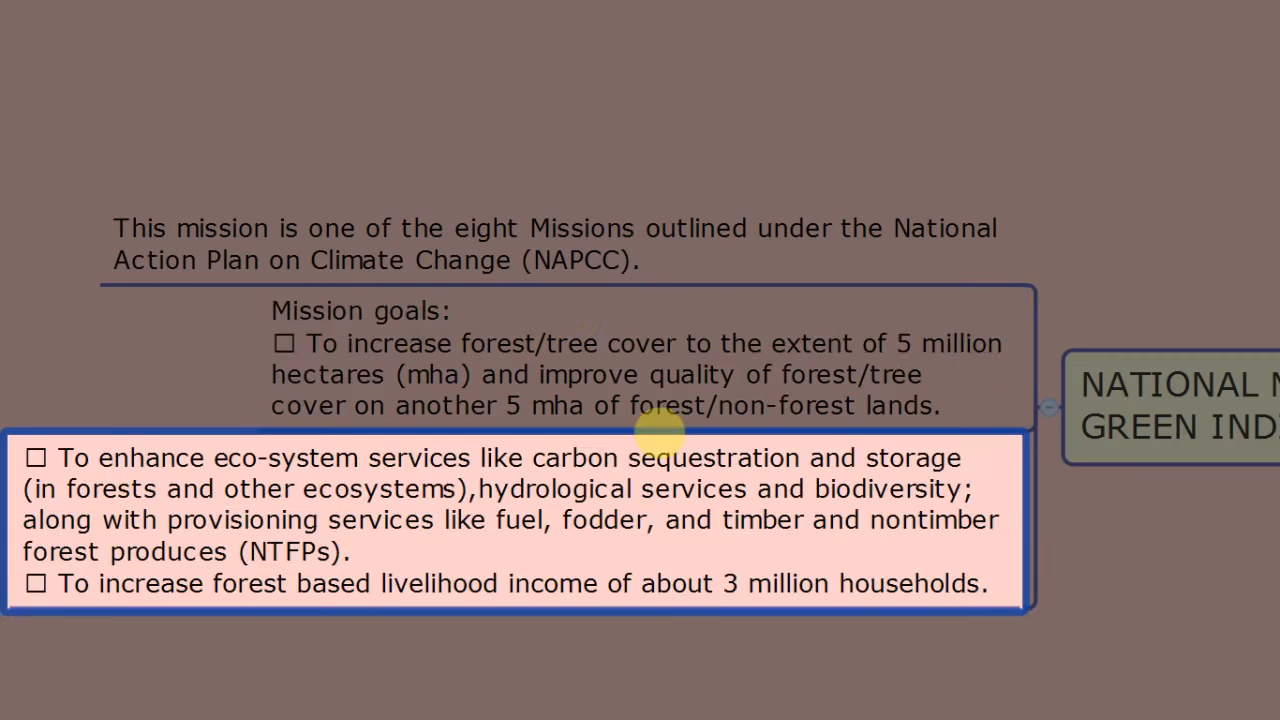 This mission is one of the eight Missions outlined under the National
Action Plan on Climate Change (NAPCC).
Mission goals:
☐ To increase forest/tree cover to the extent of 5 million
hectares (mha) and improve quality of forest/tree
cover on another 5 mha of forest/non-forest lands.
☐ To enhance eco-system services like carbon sequestration and storage
(in forests and other ecosystems),hydrological services and biodiversity;
along with provisioning services like fuel, fodder, and timber and nontimber
forest produces (NTFPs).
☐ To increase forest based livelihood income of about 3 million households.
NATIONAL
GREEN